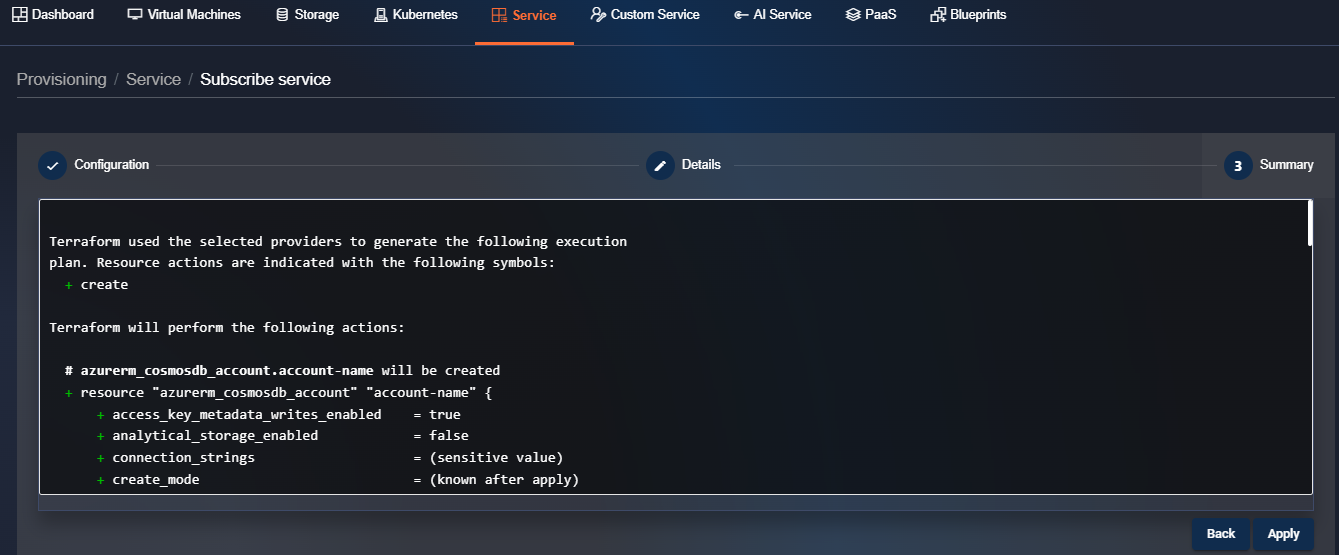 Dashboard Virtual Machines Storage Kubernetes Service Custom Service AI Service PaaS Blueprints
Provisioning / Service / Subscribe service
Configuration Details 3 Summary
Terraform used the selected providers to generate the following execution
plan. Resource actions are indicated with the following symbols:
+ create
Terraform will perform the following actions:
# azurerm_cosmosdb_account.account-name will be created
+ resource "azurerm_cosmosdb_account" "account-name" {
+ access_key_metadata_writes_enabled = true
+ analytical_storage_enabled = false
+ connection_strings = (sensitive value)
+ create_mode = (known after apply)
Back Apply